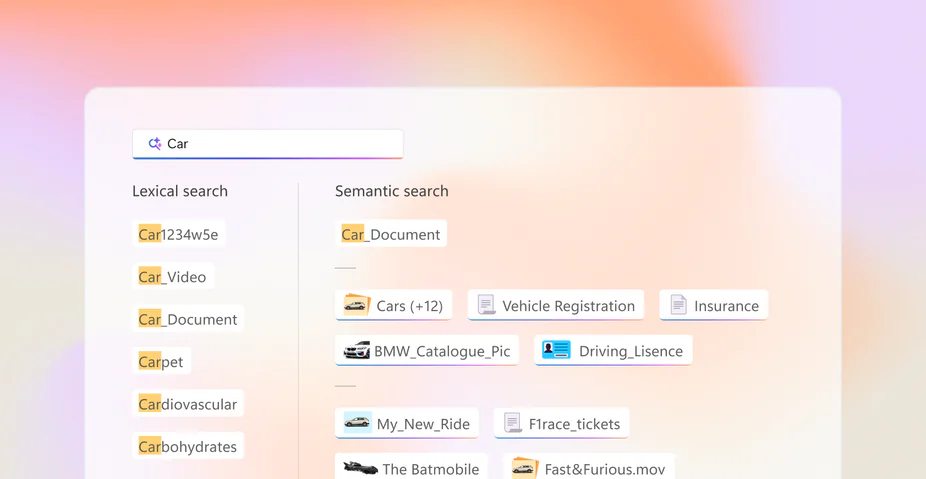 Car
Lexical search
Car1234w5e
Car_Video
Car_Document
Carpet
Cardiovascular
Carbohydrates
Semantic search
Car_Document
Cars (+12)
Vehicle Registration
Insurance
BMW_Catalogue_Pic
Driving_Lisence
My_New_Ride
F1race_tickets
The Batmobile
Fast&Furious.mov